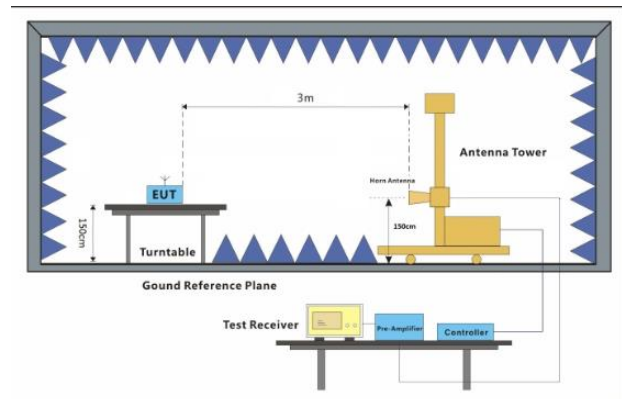 3m
Antenna Tower
Horn Antenna
EUT
150cm
150cm
Turntable
Gound Reference Plane
Test Receiver
Pre-Amplifier
Controller